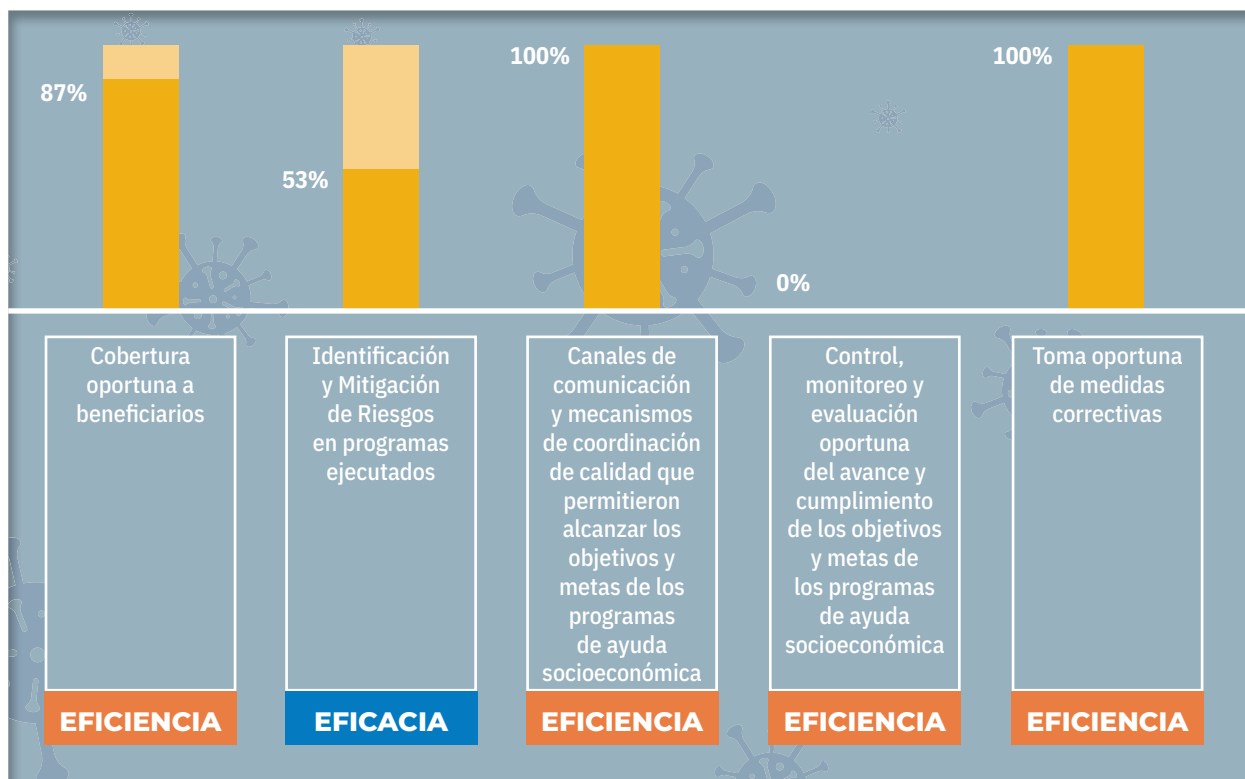 87%
53%
100%
0%
100%
Cobertura
oportuna a
beneficiarios
EFICIENCIA
Identificación
y Mitigación
de Riesgos
en programas
ejecutados
EFICACIA
Canales de
comunicación
y mecanismos
de coordinación
de calidad que
permitieron
alcanzar los
objetivos y
metas de los
programas
de ayuda
socioeconómica
EFICIENCIA
Control,
monitoreo y
evaluación
oportuna
del avance y
cumplimiento
de los objetivos
y metas de
los programas
de ayuda
socioeconómica
EFICIENCIA
Toma oportuna
de medidas
correctivas
EFICIENCIA